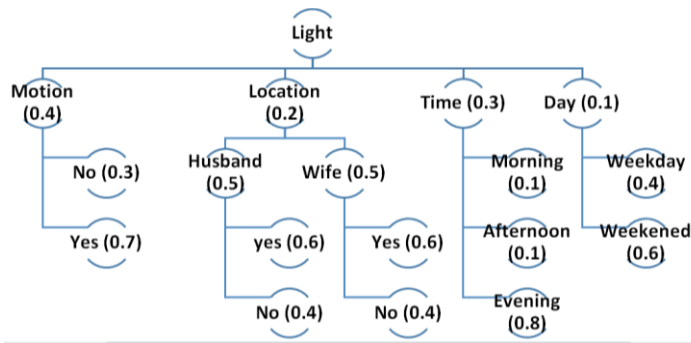 Light
Motion
(0.4)
Location
(0.2)
Time (0.3)
Day (0.1)
No (0.3)
Yes (0.7)
Husband
(0.5)
Wife (0.5)
yes (0.6)
No (0.4)
Yes (0.6)
No (0.4)
Morning
(0.1)
Afternoon
(0.1)
Evening
(0.8)
Weekday
(0.4)
Weekened
(0.6)